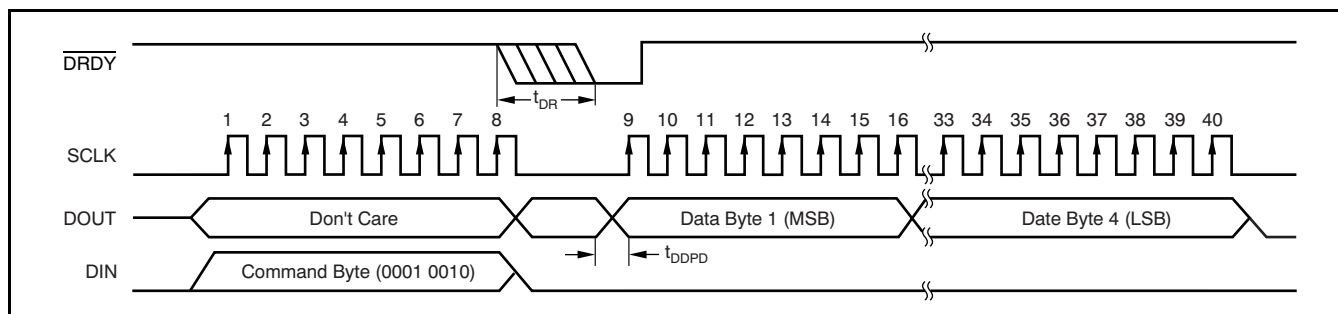 DRDY
tDR
1 2 3 4 5 6 7 8 9 10 11 12 13 14 15 16 33 34 35 36 37 38 39 40
SCLK
DOUT Don't Care Data Byte 1 (MSB) Date Byte 4 (LSB)
tDDPD
DIN Command Byte (0001 0010)